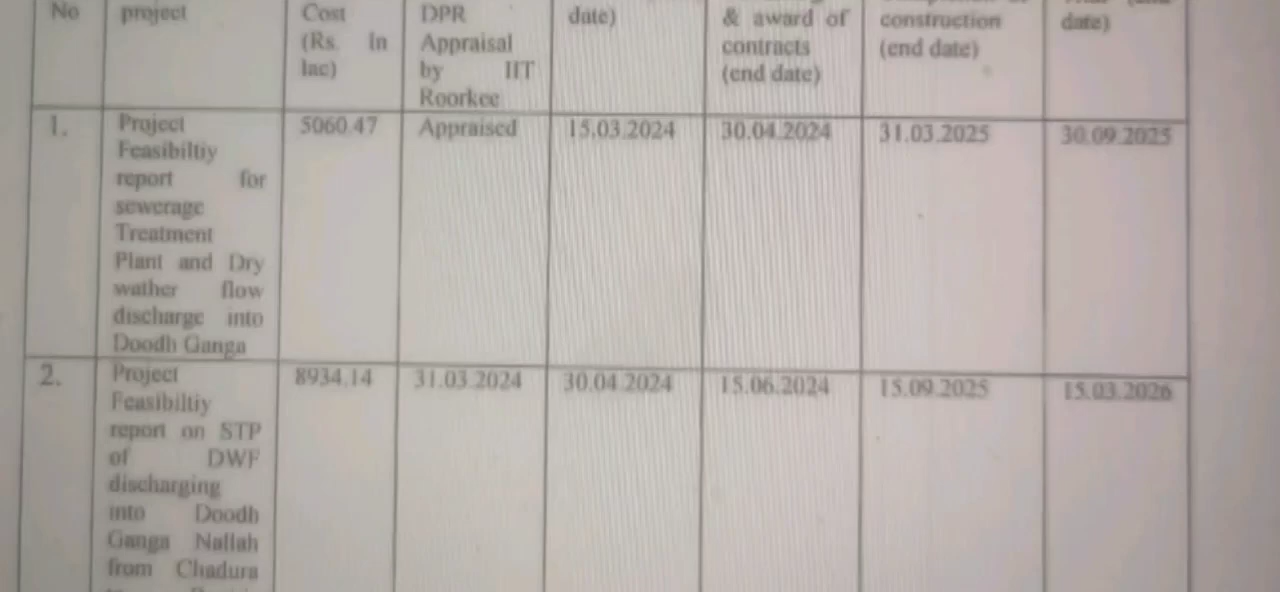 No
project
Cost
(Rs. in
lac)
DPR
Appraisal
by IIT
Roorkee
date)
& award of
contracts
(end date)
construction
(end date)
date)
1.
Project
Feasibiltiy
report for
sewerage
Treatment
Plant and Dry
wather flow
discharge into
Doodh Ganga
5060.47
Appraised
15.03.2024
30.04.2024
31.03.2025
30.09.2025
2.
Project
Feasibiltiy
report on STP
of DWF
discharging
into Doodh
Ganga Nallah
from Chadura
8934.14
31.03.2024
30.04.2024
15.06.2024
15.09.2025
15.03.2026